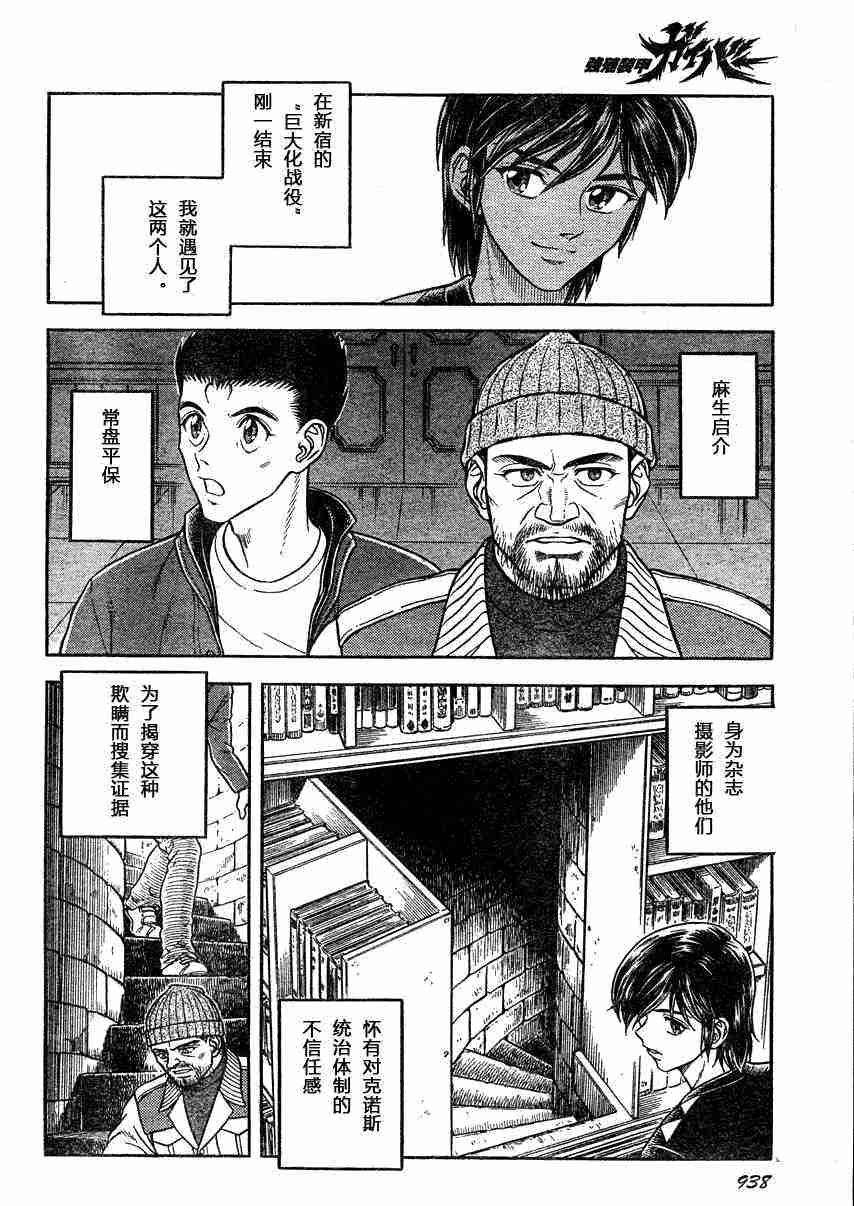 強殖装甲ガイバー
在新宿的
“巨大化战役”
刚一结束
我就遇见了
这两个人。
麻生启介
常盘平保
身为杂志
摄影师的他们
怀有对克诺斯
统治体制的
不信任感
为了揭穿这种
欺瞒而搜集证据
938